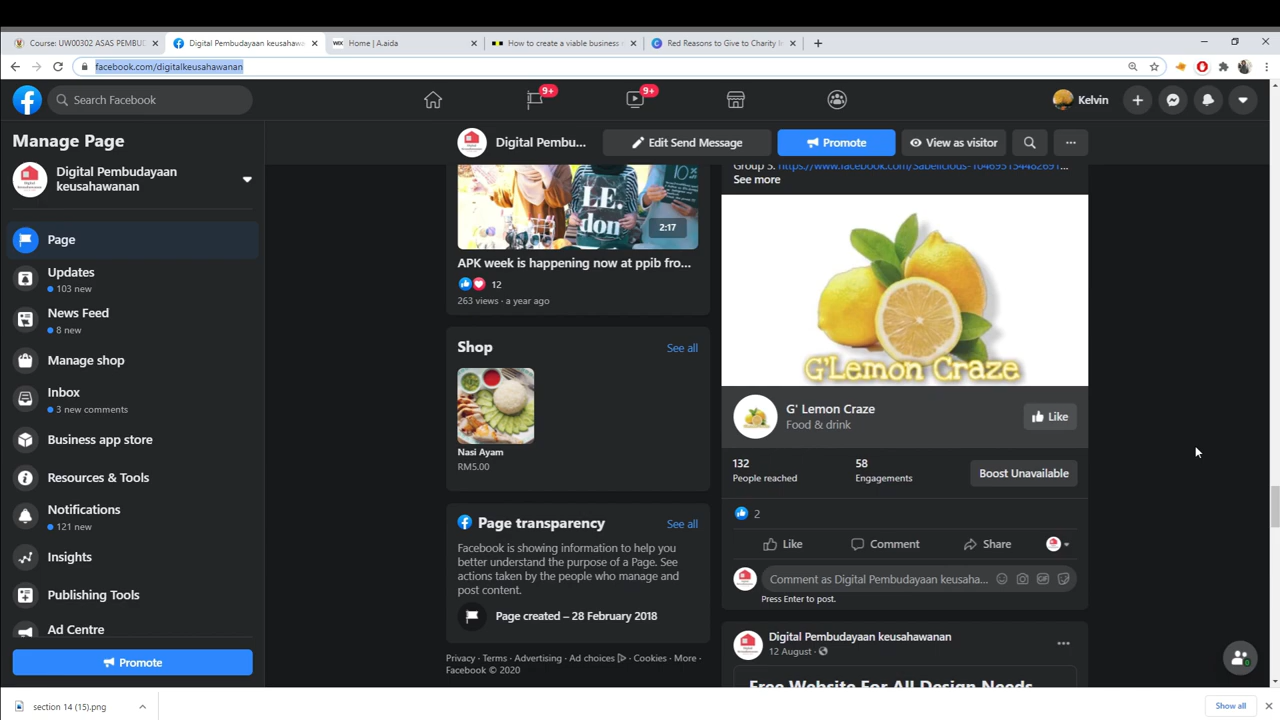 Course: UW00302 ASAS PEMBUD
Digital Pembudayaan keusahawan
WIX
Home | A.aida
How to create a viable business
Red Reasons to Give to Charity I
facebook.com/digitalkeusahawanan
Search Facebook
9+
9+
Kelvin
Manage Page
Digital Pembu...
Edit Send Message
Promote
View as visitor
Digital Pembudayaan
keusahawanan
Page
Updates
103 new
News Feed
8 new
Manage shop
Inbox
3 new comments
Business app store
Resources & Tools
Notifications
121 new
Insights
Publishing Tools
Ad Centre
Promote
10%
LE.
don
2:17
APK week is happening now at ppib fro...
12
263 views · a year ago
Shop
See all
Nasi Ayam
RM5.00
Page transparency
See all
Facebook is showing information to help you
better understand the purpose of a Page. See
actions taken by the people who manage and
post content.
Page created – 28 February 2018
Privacy · Terms · Advertising · Ad choices · Cookies · More ·
Facebook © 2020
See more
G'Lemon Craze
G' Lemon Craze
Food & drink
Like
132
People reached
58
Engagements
Boost Unavailable
2
Like
Comment
Share
Comment as Digital Pembudayaan keusaha...
Press Enter to post.
Digital Pembudayaan keusahawanan
12 August ·
Free Website For All Design Needs
section 14 (15).png
Show all